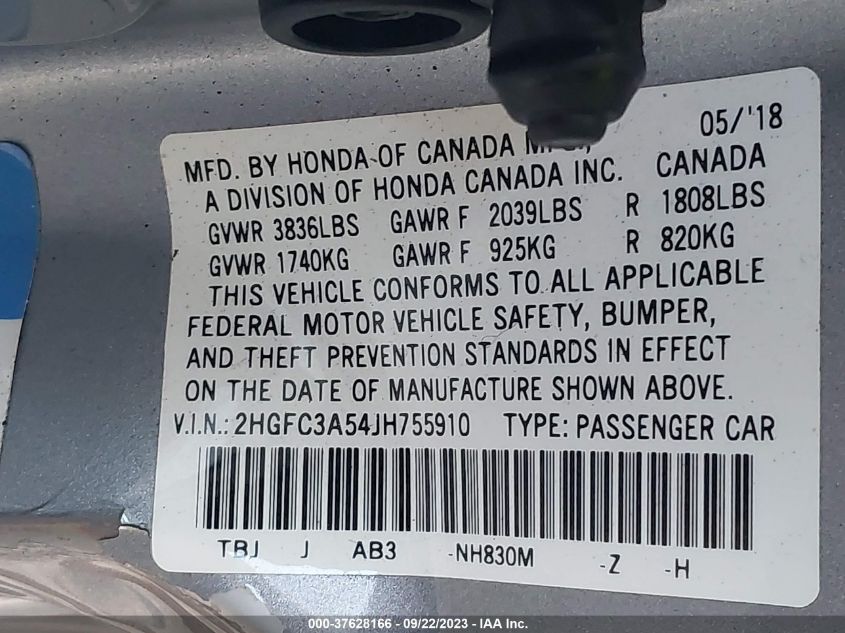 05/'18
MFD. BY HONDA OF CANADA
A DIVISION OF HONDA CANADA INC. CANADA
GVWR 3836LBS GAWR F 2039LBS R 1808LBS
GVWR 1740KG GAWR F 925KG R 820KG
THIS VEHICLE CONFORMS TO ALL APPLICABLE
FEDERAL MOTOR VEHICLE SAFETY, BUMPER,
AND THEFT PREVENTION STANDARDS IN EFFECT
ON THE DATE OF MANUFACTURE SHOWN ABOVE.
V.I.N.: 2HGFC3A54JH755910 TYPE: PASSENGER CAR
TBJ J AB3 -NH830M -Z -H
000-37628166 - 09/22/2023 - IAA Inc.